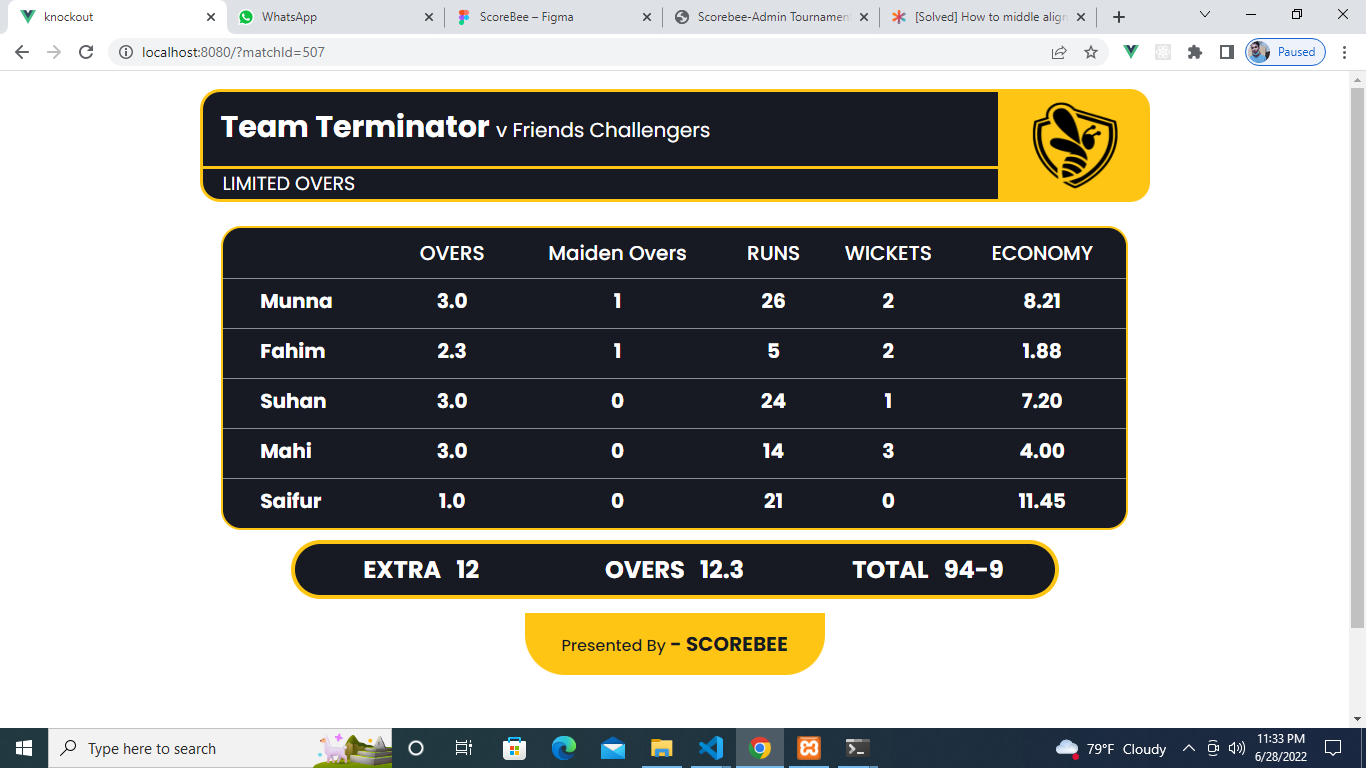 knockout
WhatsApp
ScoreBee – Figma
Scorebee-Admin Tournament
[Solved] How to middle align
localhost:8080/?matchId=507
Paused
Team Terminator v Friends Challengers
LIMITED OVERS
OVERS Maiden Overs RUNS WICKETS ECONOMY
Munna 3.0 1 26 2 8.21
Fahim 2.3 1 5 2 1.88
Suhan 3.0 0 24 1 7.20
Mahi 3.0 0 14 3 4.00
Saifur 1.0 0 21 0 11.45
EXTRA 12 OVERS 12.3 TOTAL 94-9
Presented By - SCOREBEE
Type here to search
79°F Cloudy
11:33 PM
6/28/2022